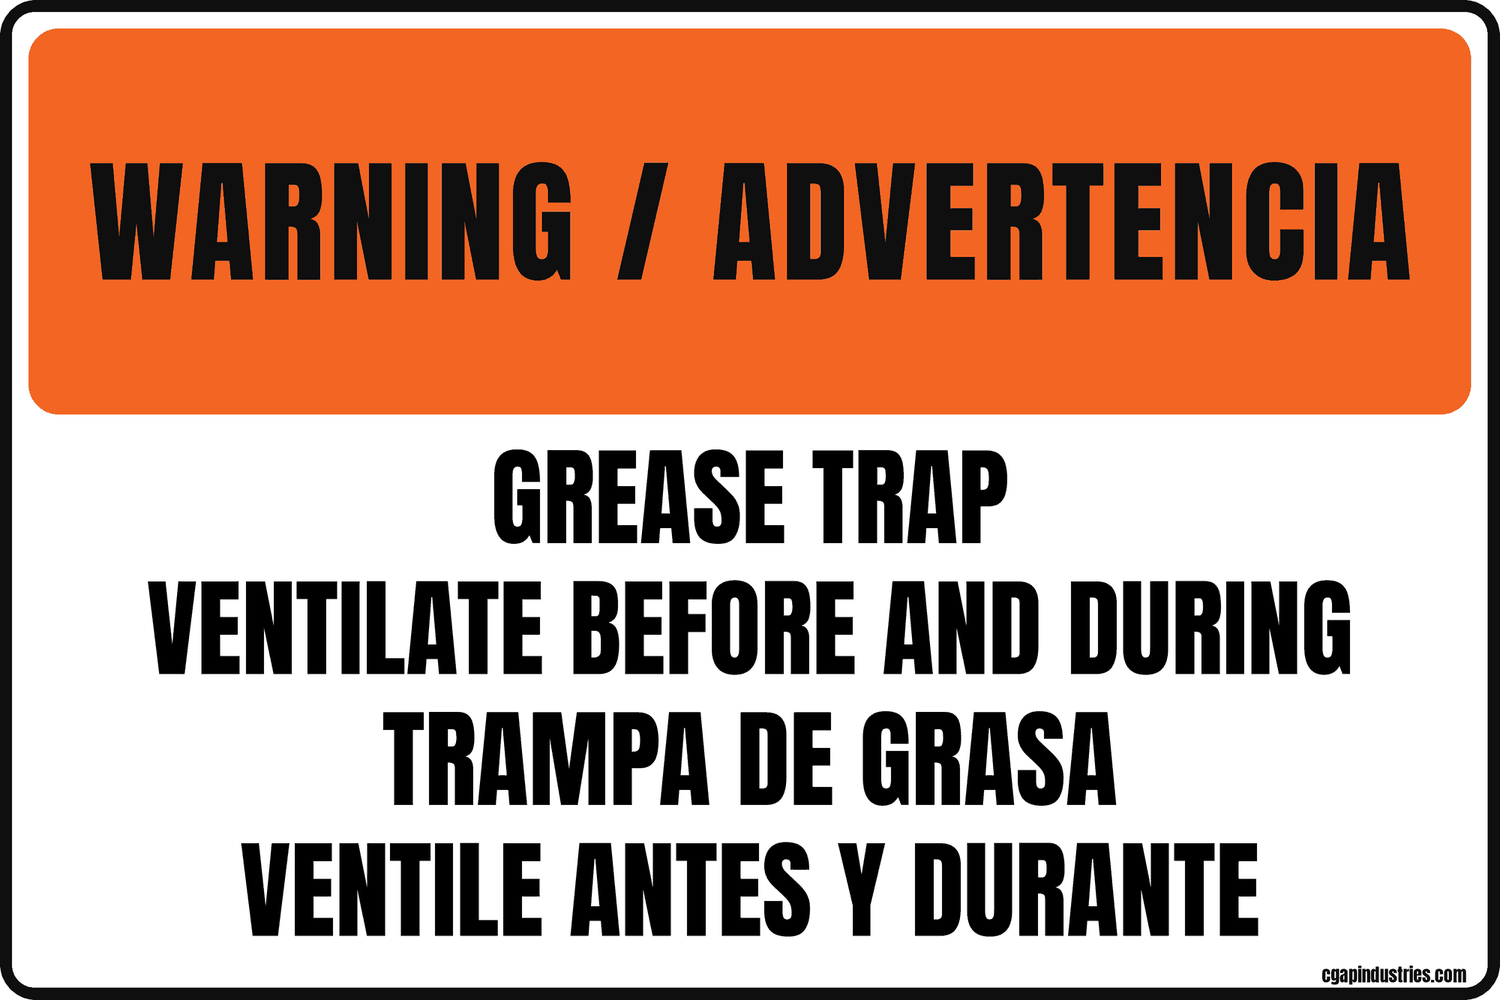 WARNING / ADVERTENCIA
GREASE TRAP
VENTILATE BEFORE AND DURING
TRAMPA DE GRASA
VENTILE ANTES Y DURANTE
cgapindustries.com